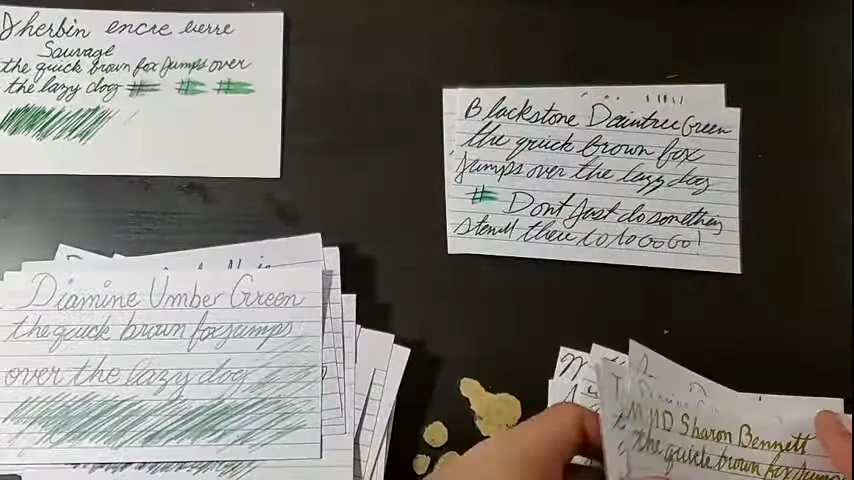 Jherbin encre lierre
Sauvage
the quick brown fox jumps over
the lazy dog
Blackstone Daintree Green
the quick brown fox
jumps over the lazy dog
Dont Just do something
there
Diamine Umber Green
the quick brown fox jumps
over the lazy dog
Sharon Bennett
the quick brown fox jump